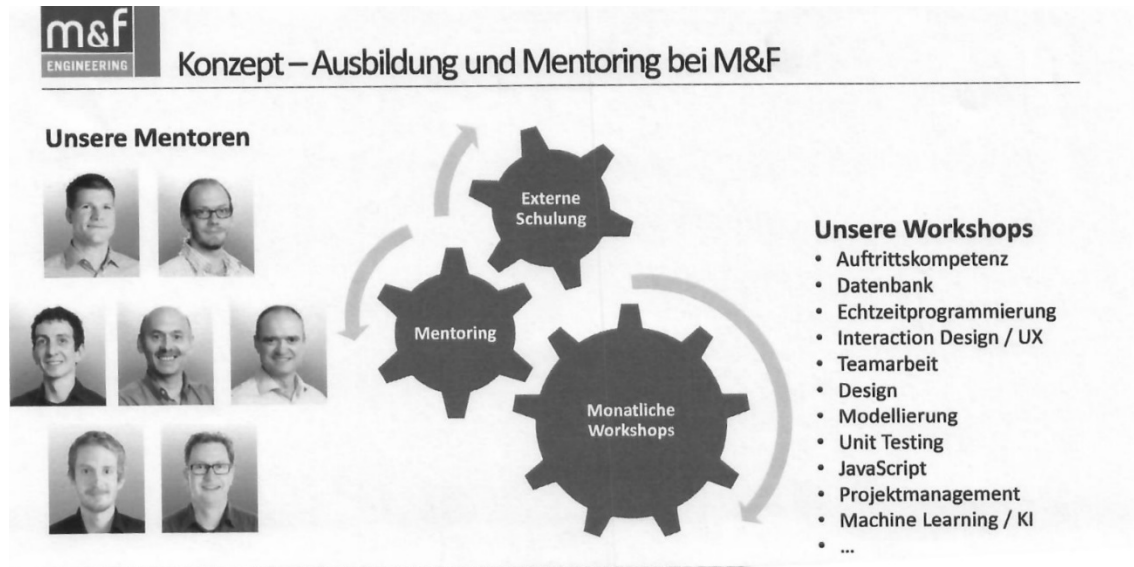 m&f
ENGINEERING
Konzept – Ausbildung und Mentoring bei M&F
Unsere Mentoren
Externe
Schulung
Mentoring
Monatliche
Workshops
Unsere Workshops
• Auftrittskompetenz
• Datenbank
• Echtzeitprogrammierung
• Interaction Design / UX
• Teamarbeit
• Design
• Modellierung
• Unit Testing
• JavaScript
• Projektmanagement
• Machine Learning / KI
• ...